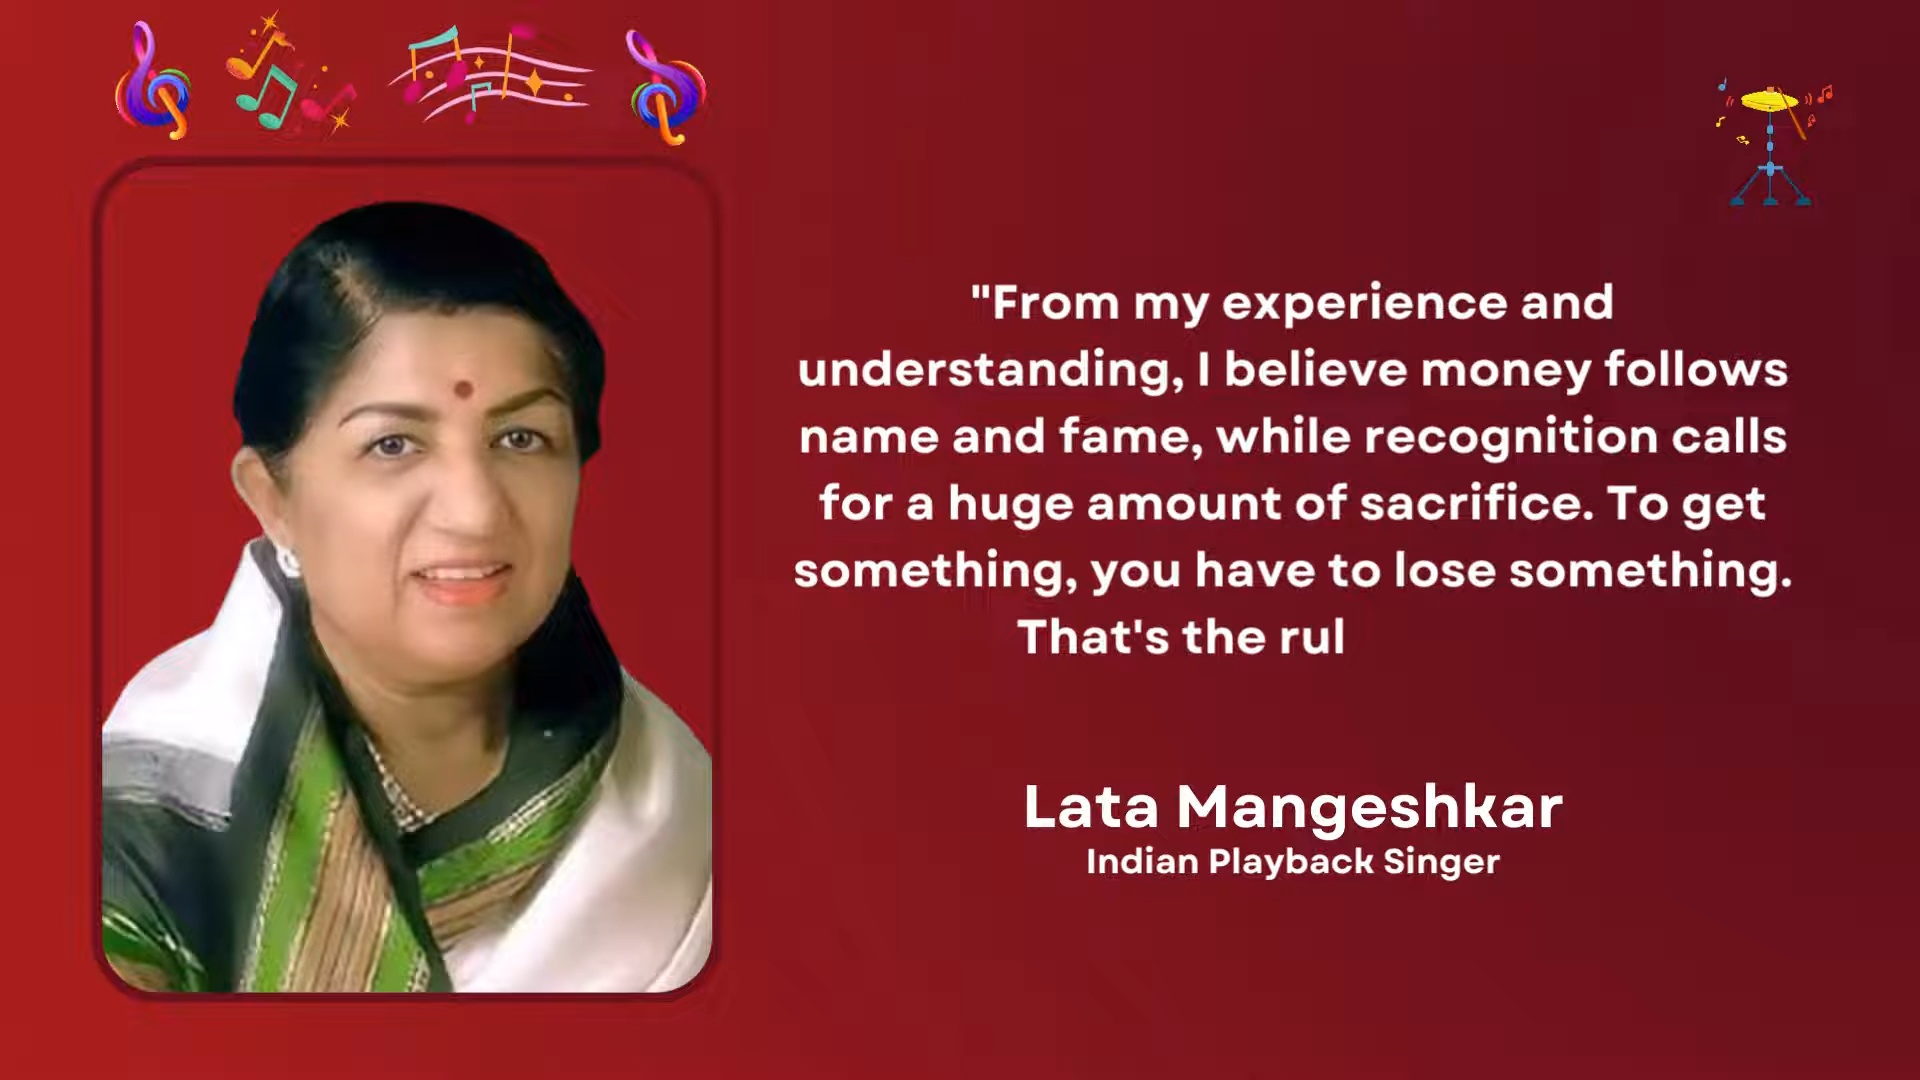 "From my experience and
understanding, I believe money follows
name and fame, while recognition calls
for a huge amount of sacrifice. To get
something, you have to lose something.
That's the rul
Lata Mangeshkar
Indian Playback Singer